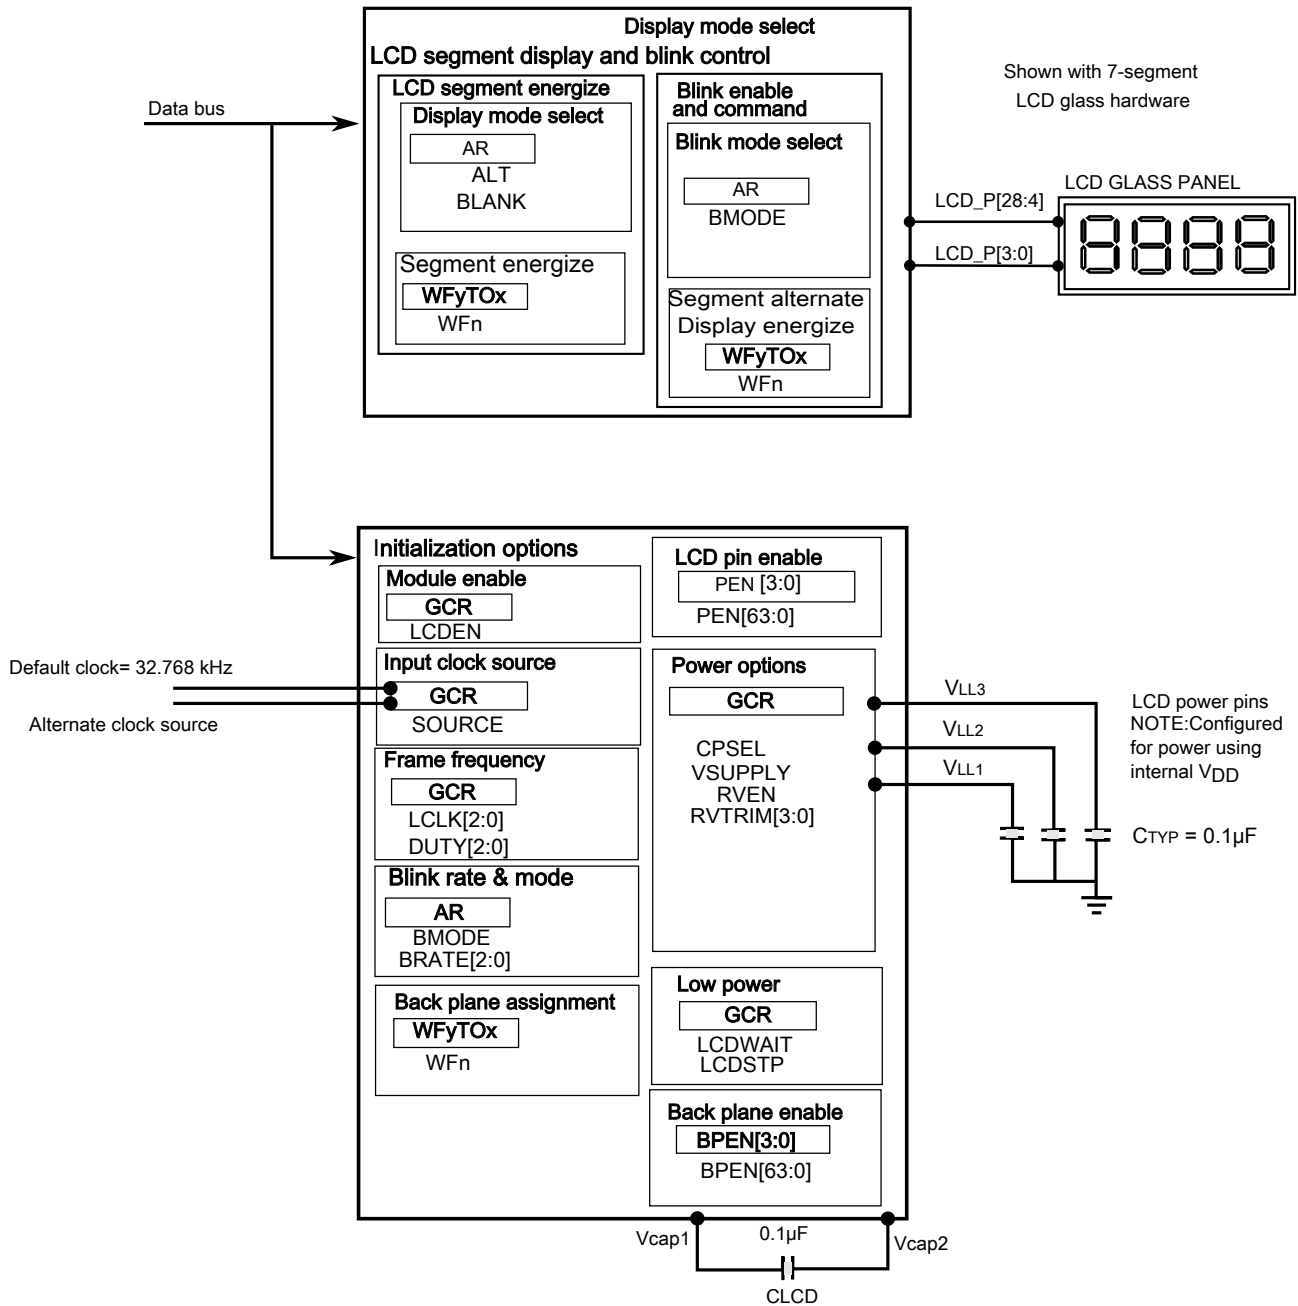 Display mode select
LCD segment display and blink control
LCD segment energize
Display mode select
AR
ALT
BLANK
Segment energize
WFyTOx
WFn
Blink enable
and command
Blink mode select
AR
BMODE
Segment alternate
Display energize
WFyTOx
WFn
Data bus
Shown with 7-segment
LCD glass hardware
LCD_P[28:4]
LCD_P[3:0]
LCD GLASS PANEL
8888
Initialization options
Module enable
GCR
LCDEN
Input clock source
GCR
SOURCE
Default clock= 32.768 kHz
Alternate clock source
Frame frequency
GCR
LCLK[2:0]
DUTY[2:0]
Blink rate & mode
AR
BMODE
BRATE[2:0]
Back plane assignment
WFyTOx
WFn
LCD pin enable
PEN [3:0]
PEN[63:0]
Power options
GCR
CPSEL
VSUPPLY
RVEN
RVTRIM[3:0]
VLL3
VLL2
VLL1
LCD power pins
NOTE:Configured
for power using
internal VDD
CTYP = 0.1µF
Low power
GCR
LCDWAIT
LCDSTP
Back plane enable
BPEN[3:0]
BPEN[63:0]
Vcap1
0.1µF
Vcap2
CLCD